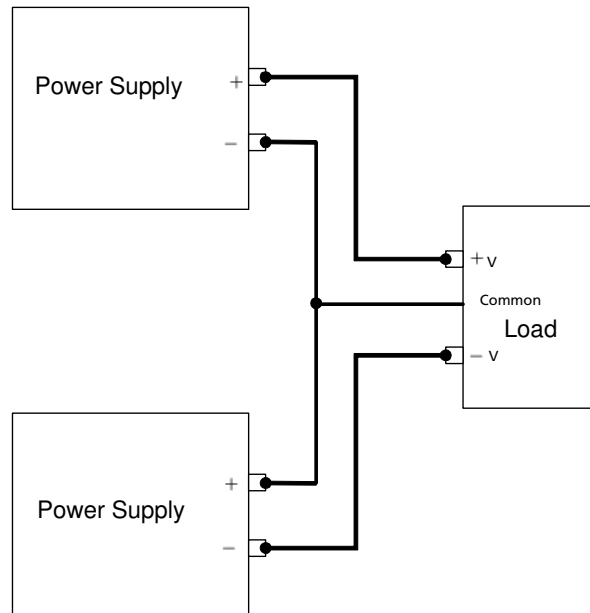 Power Supply
+
−
+ V
Common
Load
− V
+
Power Supply
−